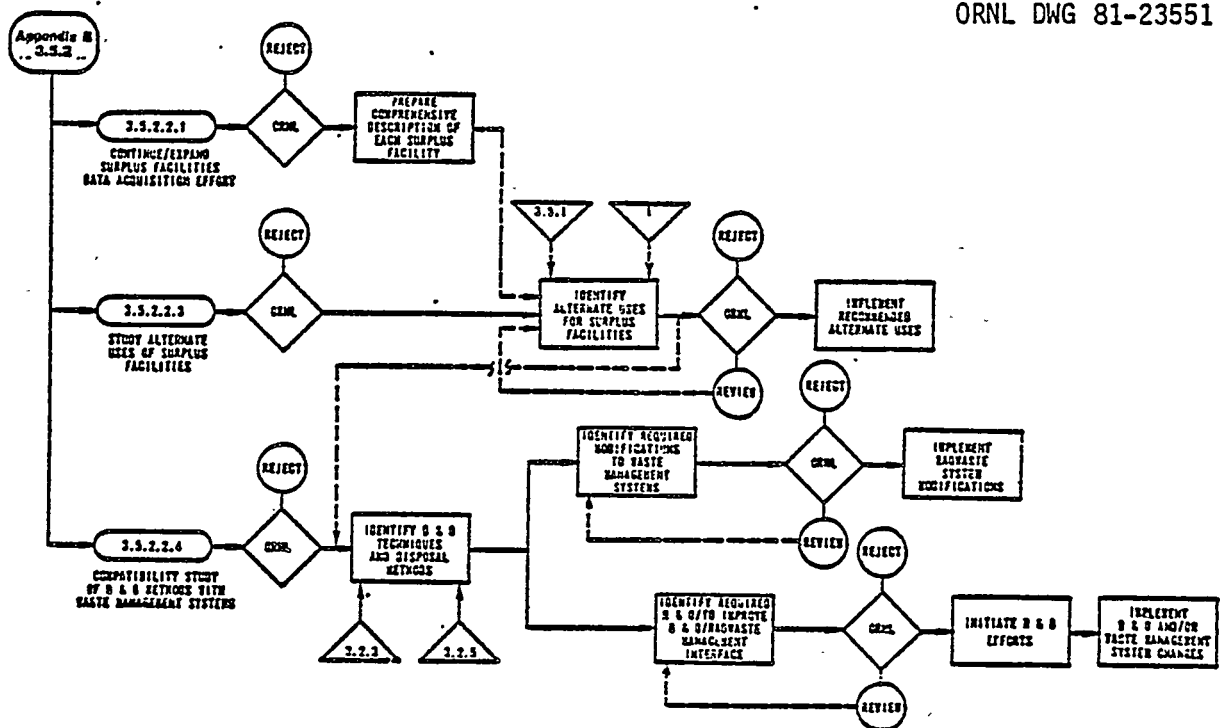 ORNL DWG 81-23551
Appendix
3.5.2
REJECT
3.5.2.2.1
ORNL
PREPARE
COMPREHENSIVE
DESCRIPTION OF
EACH SURPLUS
FACILITY
CONTINUE/EXPAND
SURPLUS FACILITIES
DATA ACQUISITION EFFORT
3.5.1
1
REJECT
REJECT
3.5.2.2.3
ORNL
IDENTIFY
ALTERNATE USES
FOR SURPLUS
FACILITIES
ORNL
IMPLEMENT
RECOMMENDED
ALTERNATE USES
STUDY ALTERNATE
USES OF SURPLUS
FACILITIES
REVIEW
REJECT
IDENTIFY REQUIRED
MODIFICATIONS
TO WASTE
MANAGEMENT
SYSTEMS
ORNL
IMPLEMENT
RADWASTE
SYSTEM
MODIFICATIONS
REJECT
REVIEW
3.5.2.2.4
ORNL
IDENTIFY D & D
TECHNIQUES
AND DISPOSAL
METHODS
COMPATIBILITY STUDY
OF D & D METHODS WITH
WASTE MANAGEMENT SYSTEMS
3.2.3
3.2.5
REJECT
IDENTIFY REQUIRED
IMPROVE
RADWASTE
MANAGEMENT
INTERFACE
ORNL
INITIATE R & D
EFFORTS
IMPLEMENT
AND/OR
WASTE MANAGEMENT
SYSTEM CHANGES
REVIEW